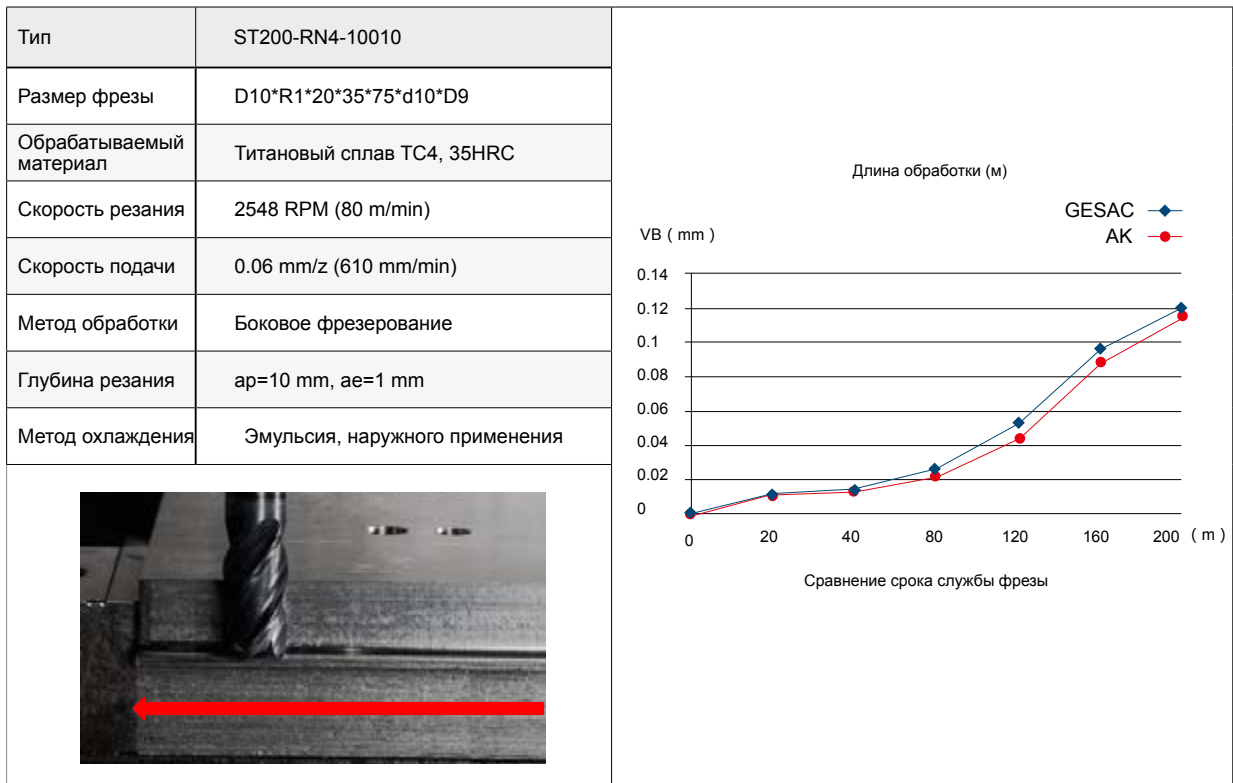 Тип
ST200-RN4-10010
Размер фрезы
D10*R1*20*35*75*d10*D9
Обрабатываемый
материал
Титановый сплав TC4, 35HRC
Скорость резания
2548 RPM (80 m/min)
Скорость подачи
0.06 mm/z (610 mm/min)
Метод обработки
Боковое фрезерование
Глубина резания
ap=10 mm, ae=1 mm
Метод охлаждения
Эмульсия, наружного применения
Длина обработки (м)
GESAC
AK
VB ( mm )
0.14
0.12
0.1
0.08
0.06
0.04
0.02
0
0 20 40 80 120 160 200 ( m )
Сравнение срока службы фрезы